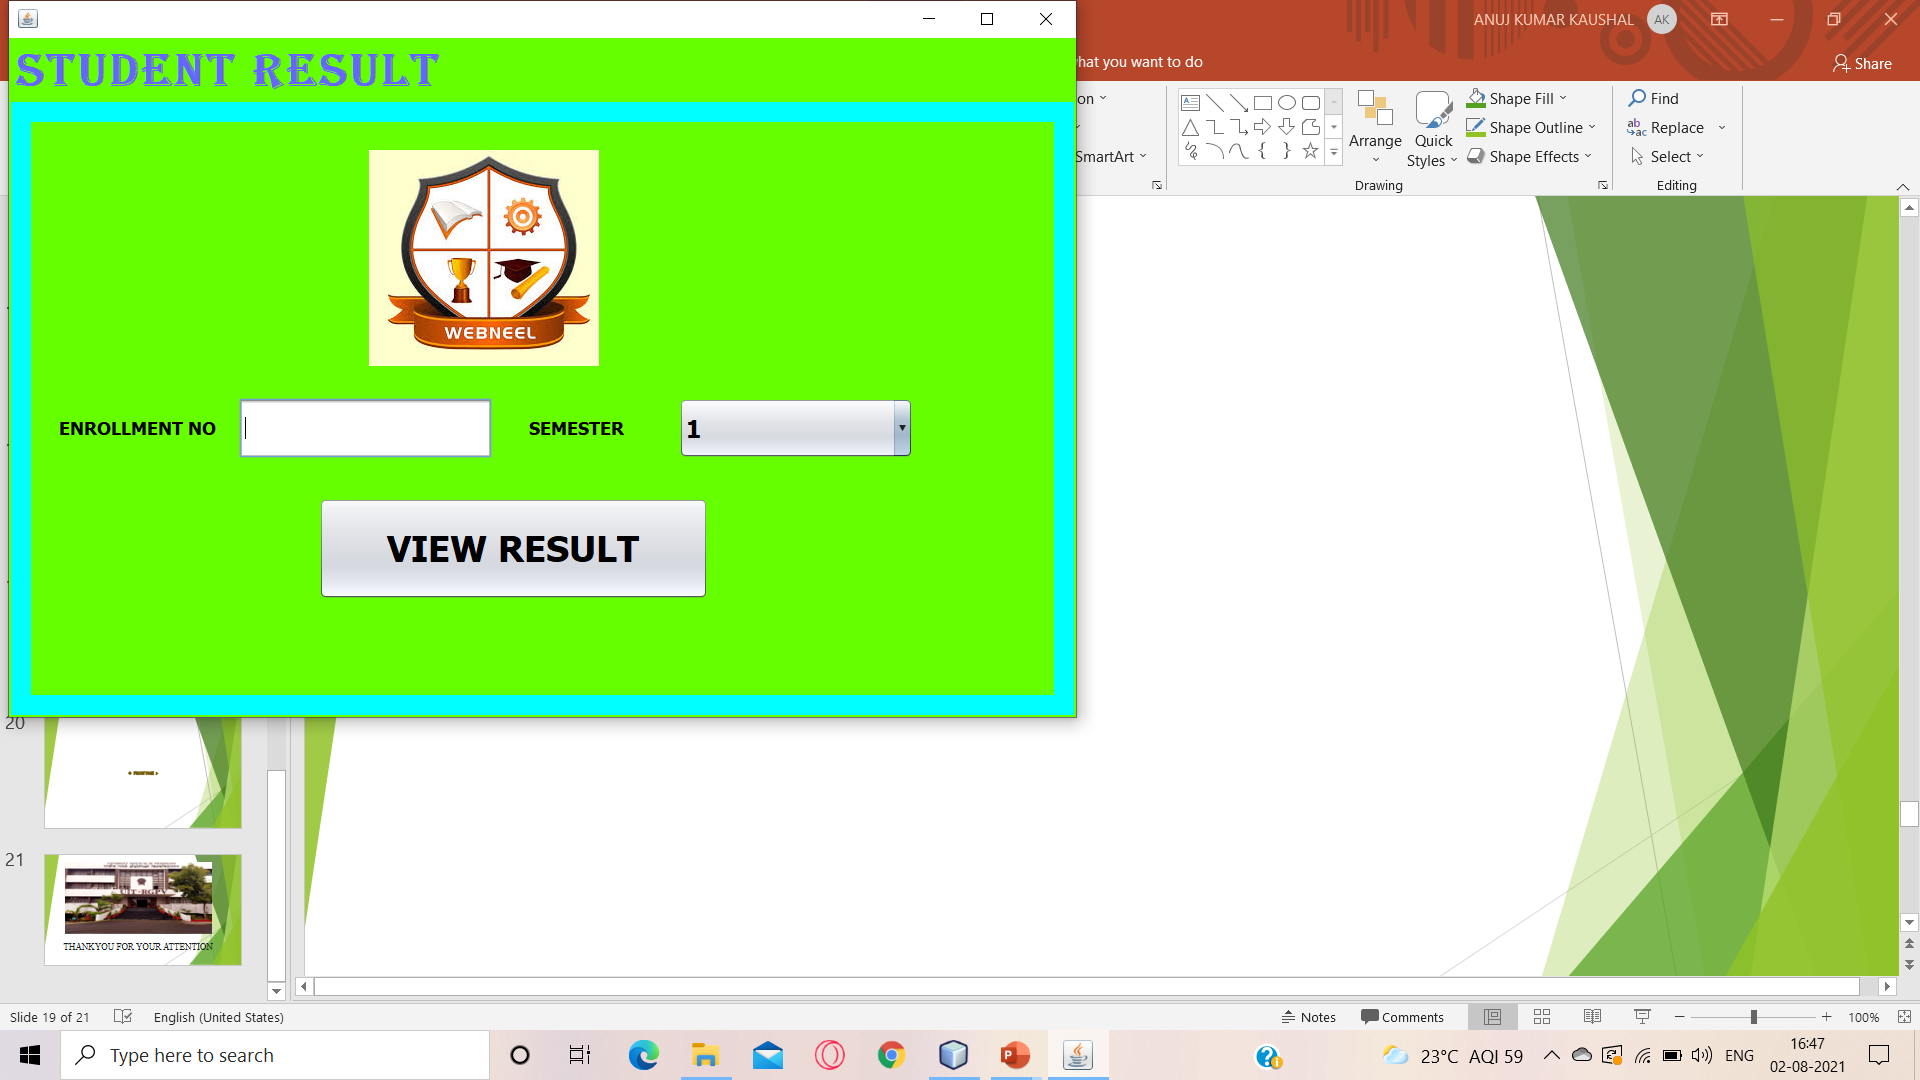 STUDENT RESULT
WEBNEEL
ENROLLMENT NO
SEMESTER
1
VIEW RESULT
ANUJ KUMAR KAUSHAL
AK
hat you want to do
Share
on
SmartArt
Arrange
Quick
Styles
Shape Fill
Shape Outline
Shape Effects
Drawing
Find
Replace
Select
Editing
20
21
UIT-RGPV
THANKYOU FOR YOUR ATTENTION
Slide 19 of 21
English (United States)
Notes
Comments
100%
Type here to search
23°C AQI 59
ENG
16:47
02-08-2021